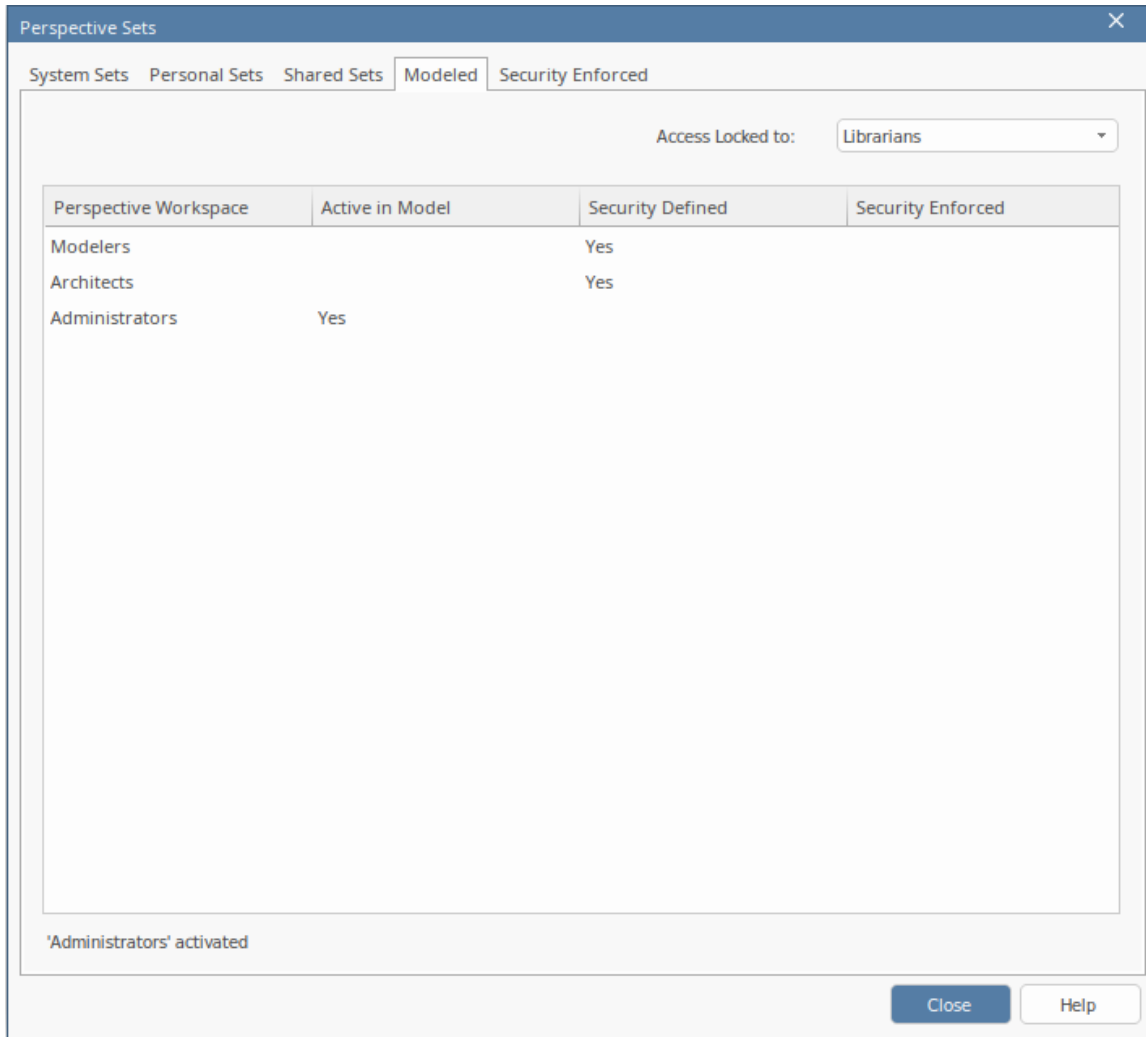 Perspective Sets
System Sets Personal Sets Shared Sets Modeled Security Enforced
Access Locked to: Librarians
Perspective Workspace Active in Model Security Defined Security Enforced
Modelers Yes
Architects Yes
Administrators Yes
'Administrators' activated
Close Help